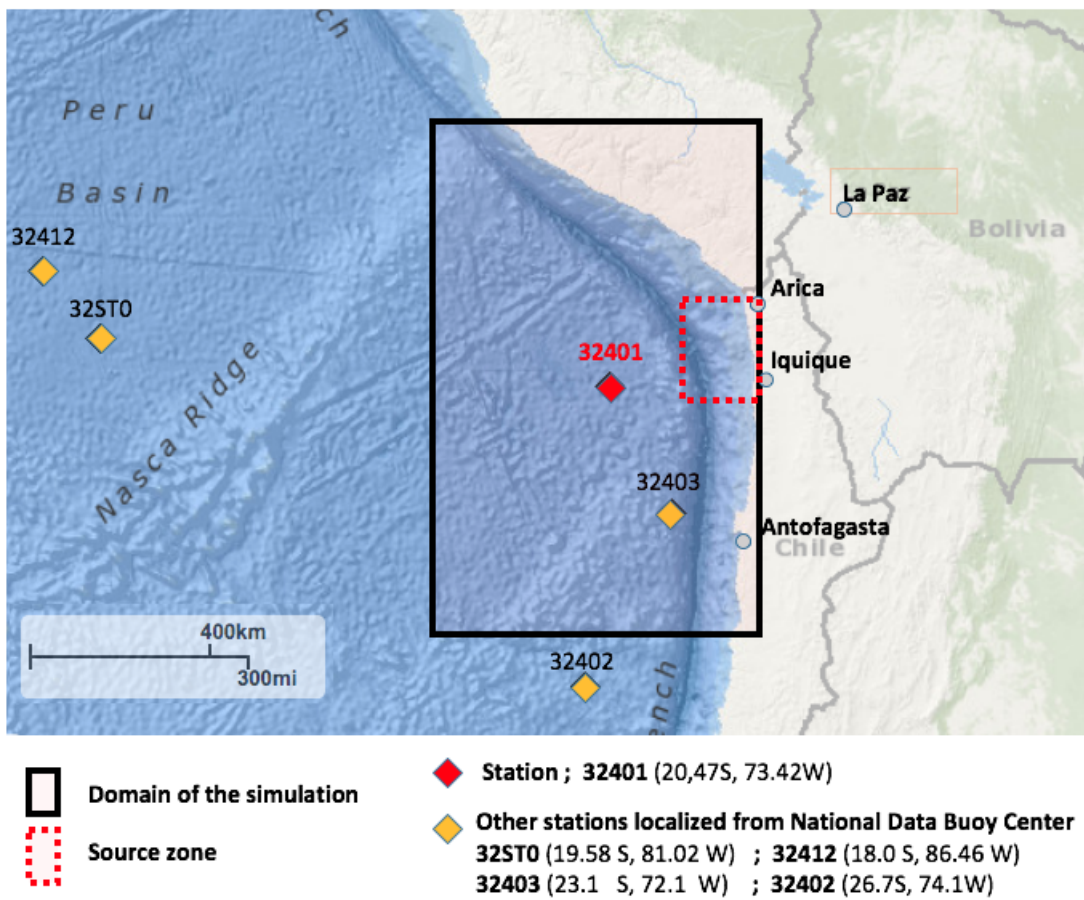 ch
Peru
Basin
32412
32ST0
Nasca Ridge
La Paz
Bolivia
Arica
32401
Iquique
32403
Antofagasta
Chile
400km
300mi
32402
ench
Domain of the simulation
Source zone
Station ; 32401 (20,47S, 73.42W)
Other stations localized from National Data Buoy Center
32ST0 (19.58 S, 81.02 W) ; 32412 (18.0 S, 86.46 W)
32403 (23.1 S, 72.1 W) ; 32402 (26.7S, 74.1W)